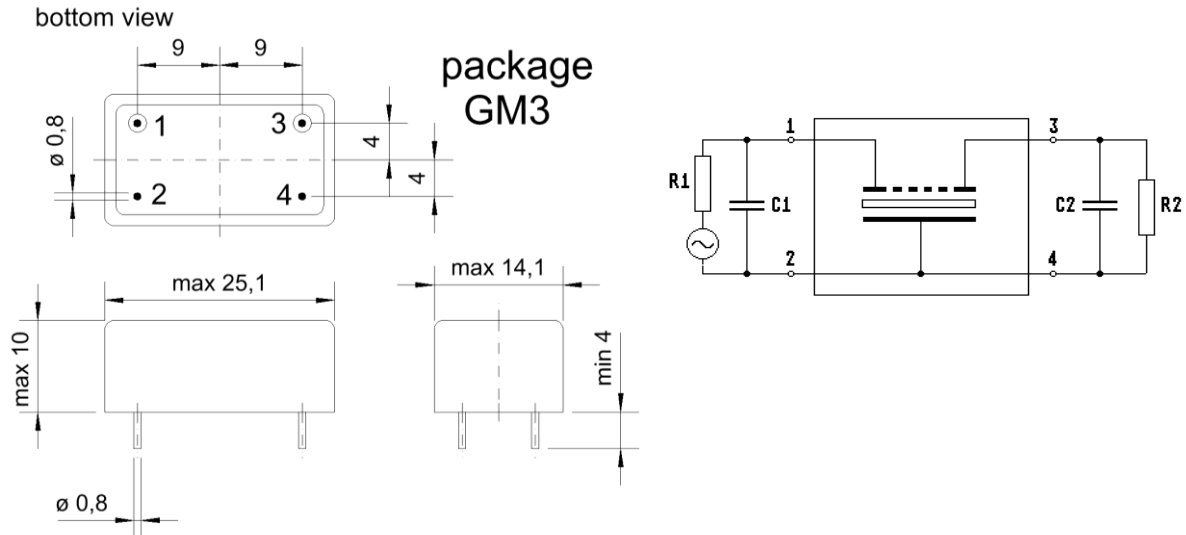 bottom view
9 9
package
GM3
1 3
ø 0,8
4
2 4
4
max 25,1
max 14,1
max 10
min 4
ø 0,8
1 3
R1 C1 C2 R2
2 4